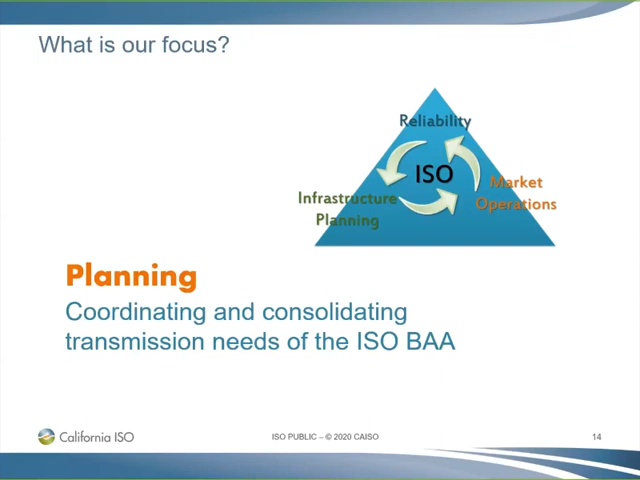 What is our focus?
Reliability
ISO
Market
Operations
Infrastructure
Planning
Planning
Coordinating and consolidating
transmission needs of the ISO BAA
California ISO
ISO PUBLIC – © 2020 CAISO
14